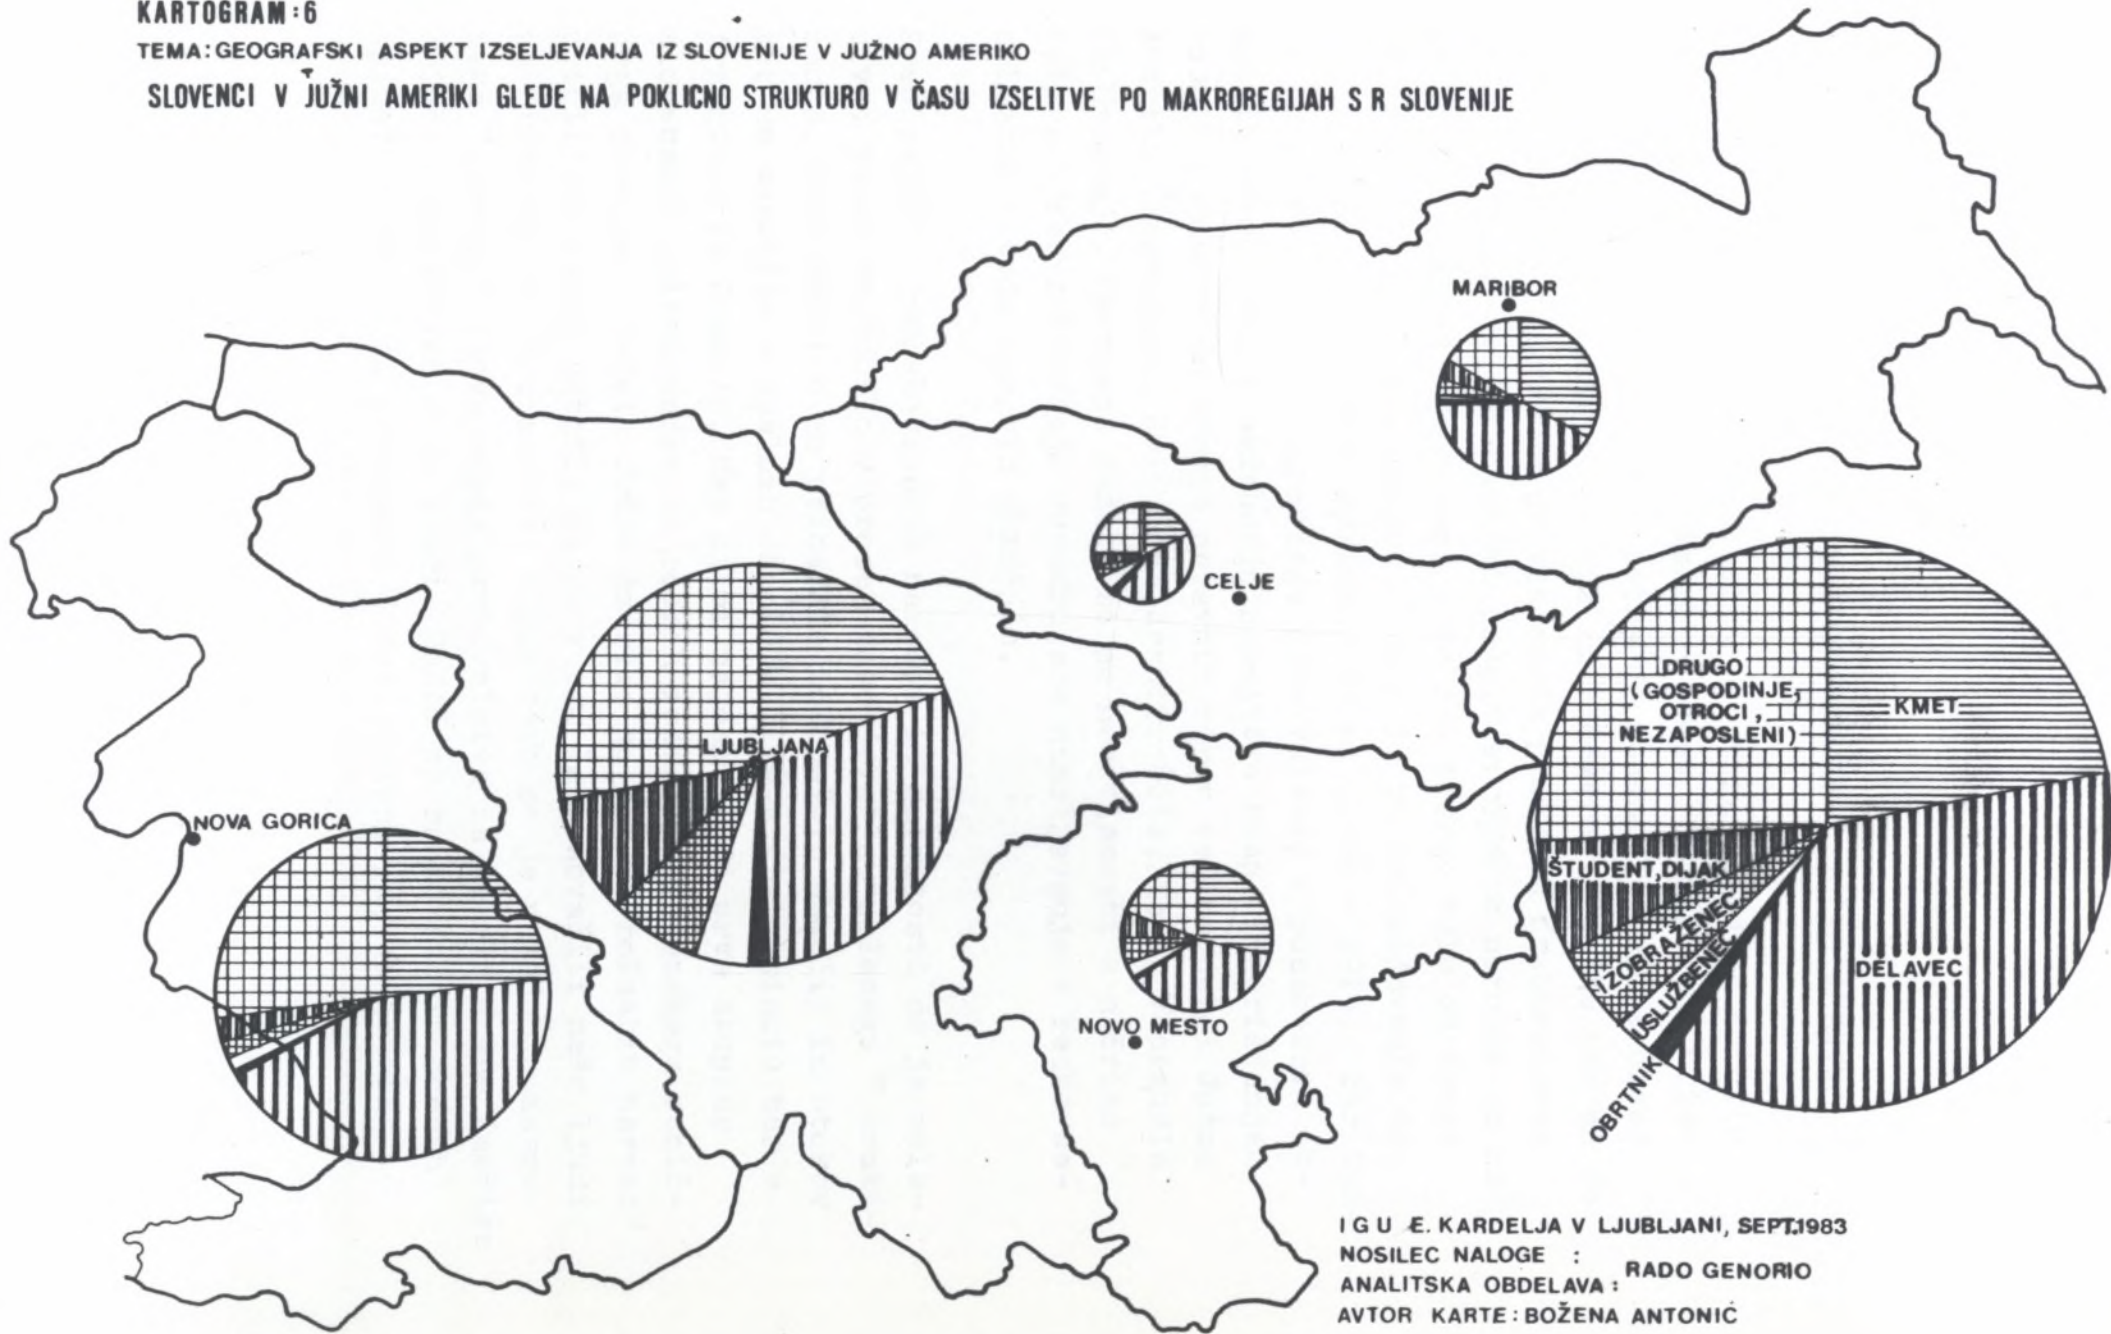 KARTOGRAM:6
TEMA: GEOGRAFSKI ASPEKT IZSELJEVANJA IZ SLOVENIJE V JUŽNO AMERIKO
SLOVENCI V JUŽNI AMERIKI GLEDE NA POKLICNO STRUKTURO V ČASU IZSELITVE PO MAKROREGIJAH S R SLOVENIJE
MARIBOR
CELJE
LJUBLJANA
NOVA GORICA
NOVO MESTO
DRUGO
(GOSPODINJE,
OTROCI,
NEZAPOSLENI)
KMET
ŠTUDENT, DIJAK
IZOBRAŽENEC
USLUŽBENEC
OBRTNIK
DELAVEC
I G U E. KARDELJA V LJUBLJANI, SEPT.1983
NOSILEC NALOGE :
ANALITSKA OBDELAVA : RADO GENORIO
AVTOR KARTE: BOŽENA ANTONIĆ